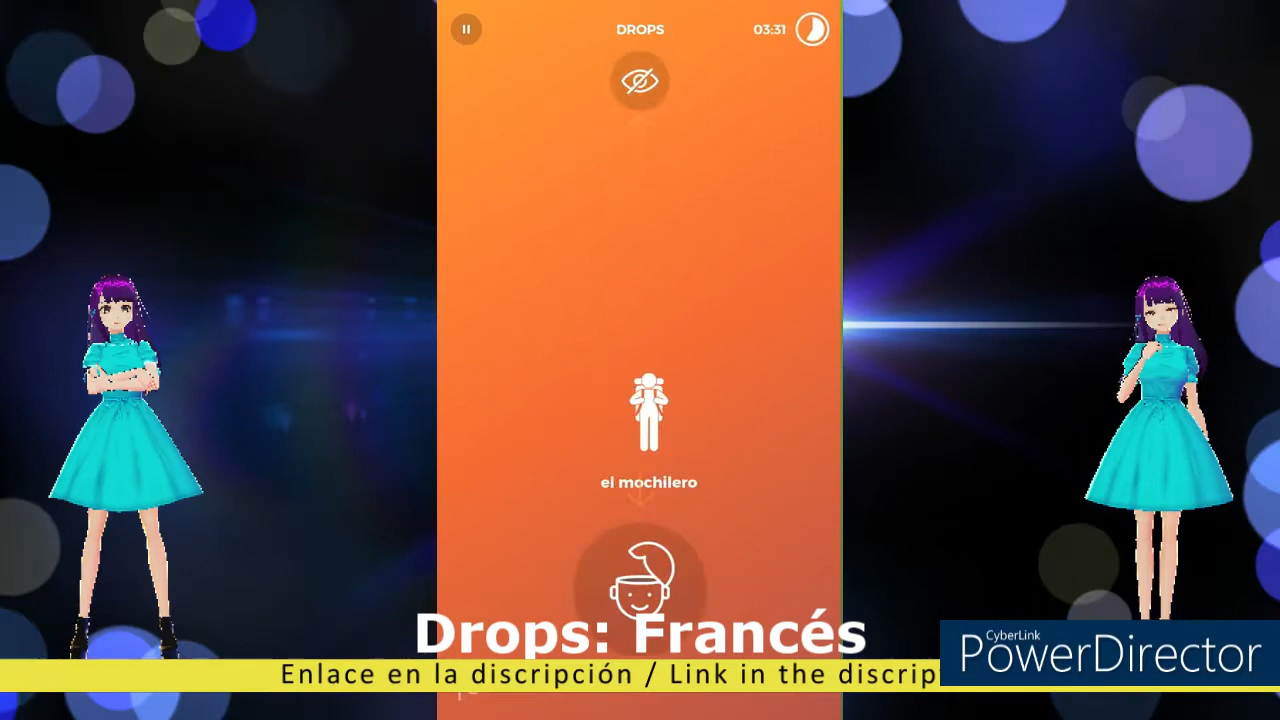 DROPS
03:31
el mochilero
Drops: Francés
Enlace en la discripción / Link in the discrip
CyberLink
PowerDirector